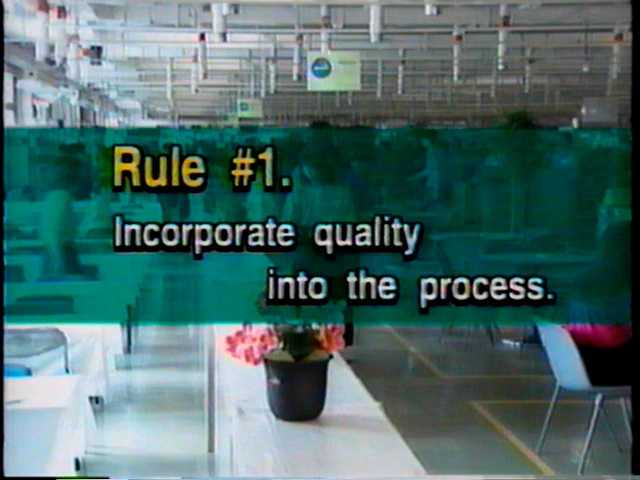 Rule #1.
Incorporate quality
into the process.